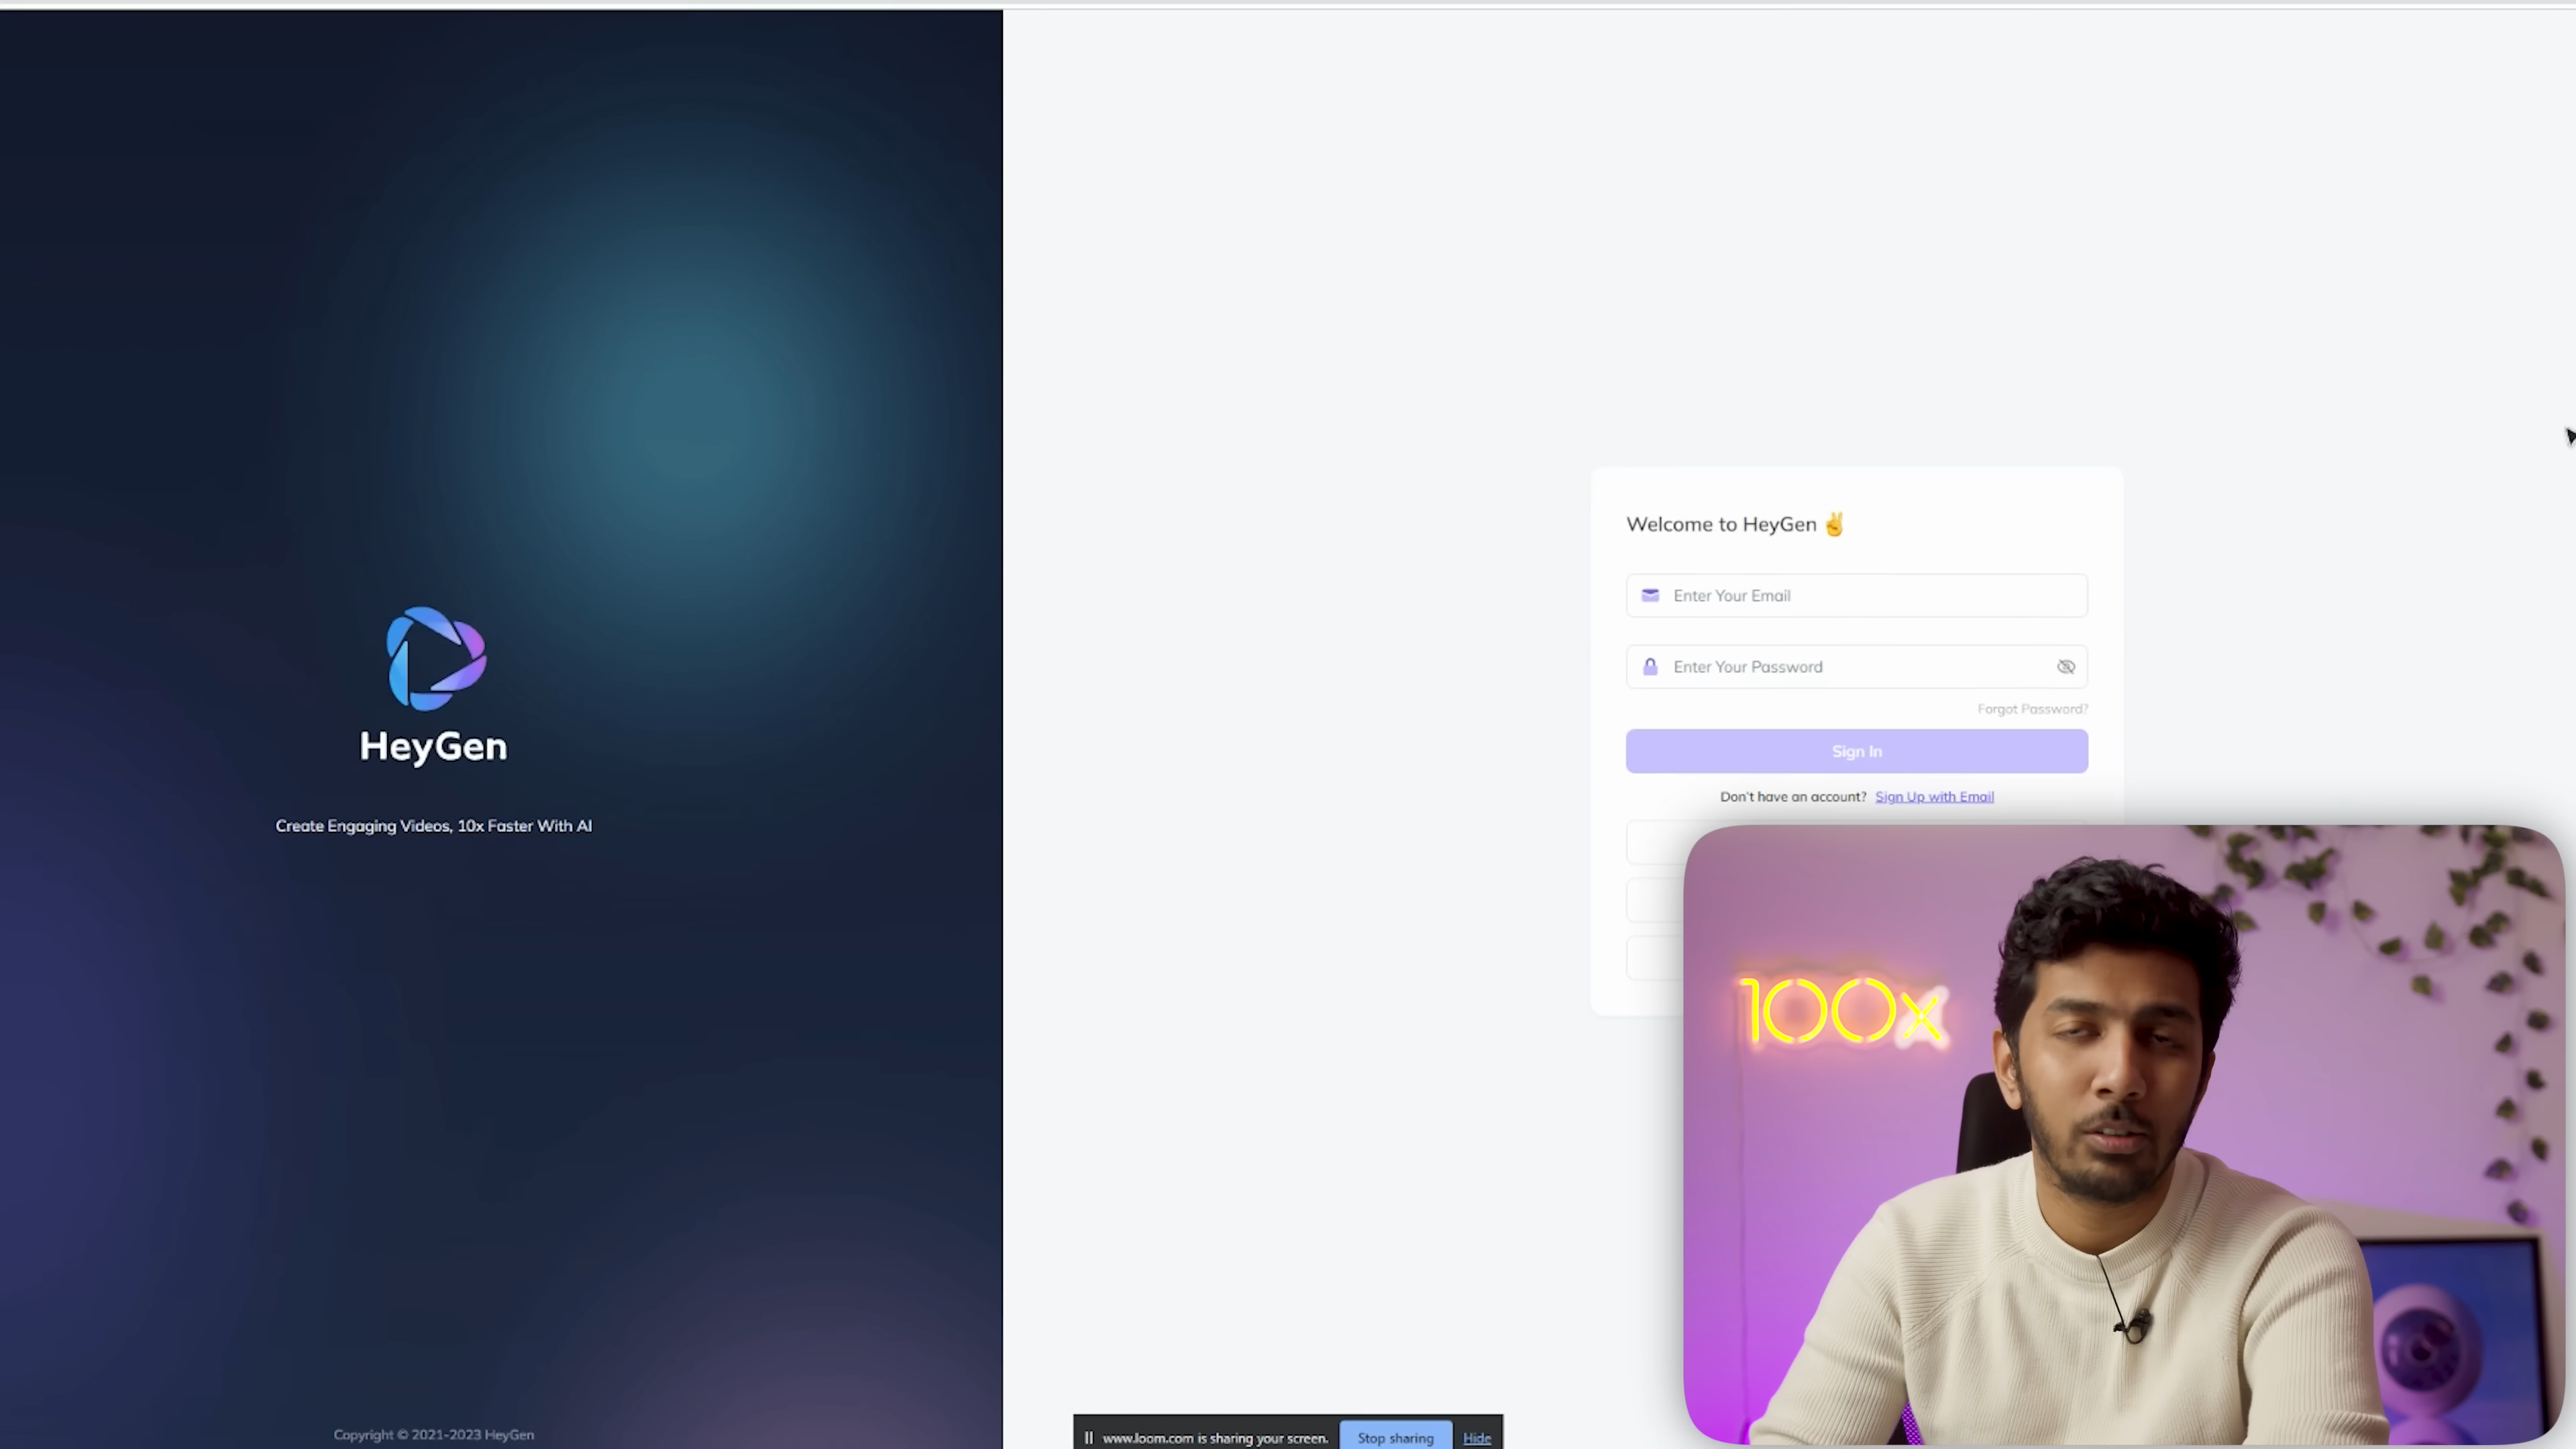 HeyGen
Create Engaging Videos, 10x Faster With AI
Copyright © 2021-2023 HeyGen
Welcome to HeyGen ✌
Enter Your Email
Enter Your Password
Forgot Password?
Sign In
Don't have an account? Sign Up with Email
100x
www.loom.com is sharing your screen. Stop sharing Hide